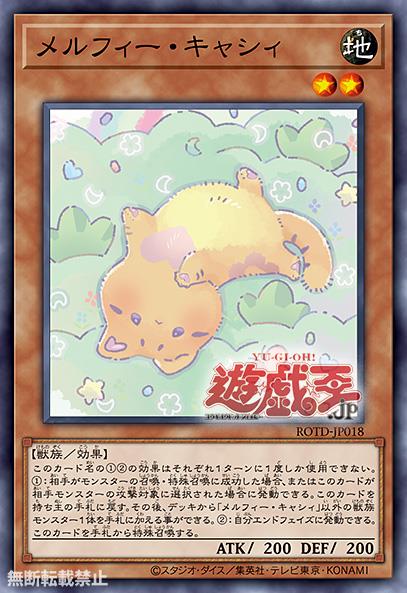 メルフィー・キャシィ
地
YU-GI-OH!
遊戯王.jp
ROTD-JP018
【獣族／効果】
このカード名の①②の効果はそれぞれ1ターンに1度しか使用できない。
①：相手がモンスターの召喚・特殊召喚に成功した場合、またはこのカードが
相手モンスターの攻撃対象に選択された場合に発動できる。このカードを
持ち主の手札に戻す。その後、デッキから「メルフィー・キャシィ」以外の獣族
モンスター1体を手札に加える事ができる。②：自分エンドフェイズに発動できる。
このカードを手札から特殊召喚する。
ATK/ 200 DEF/ 200
無断転載禁止
©スタジオ・ダイス／集英社・テレビ東京・KONAMI